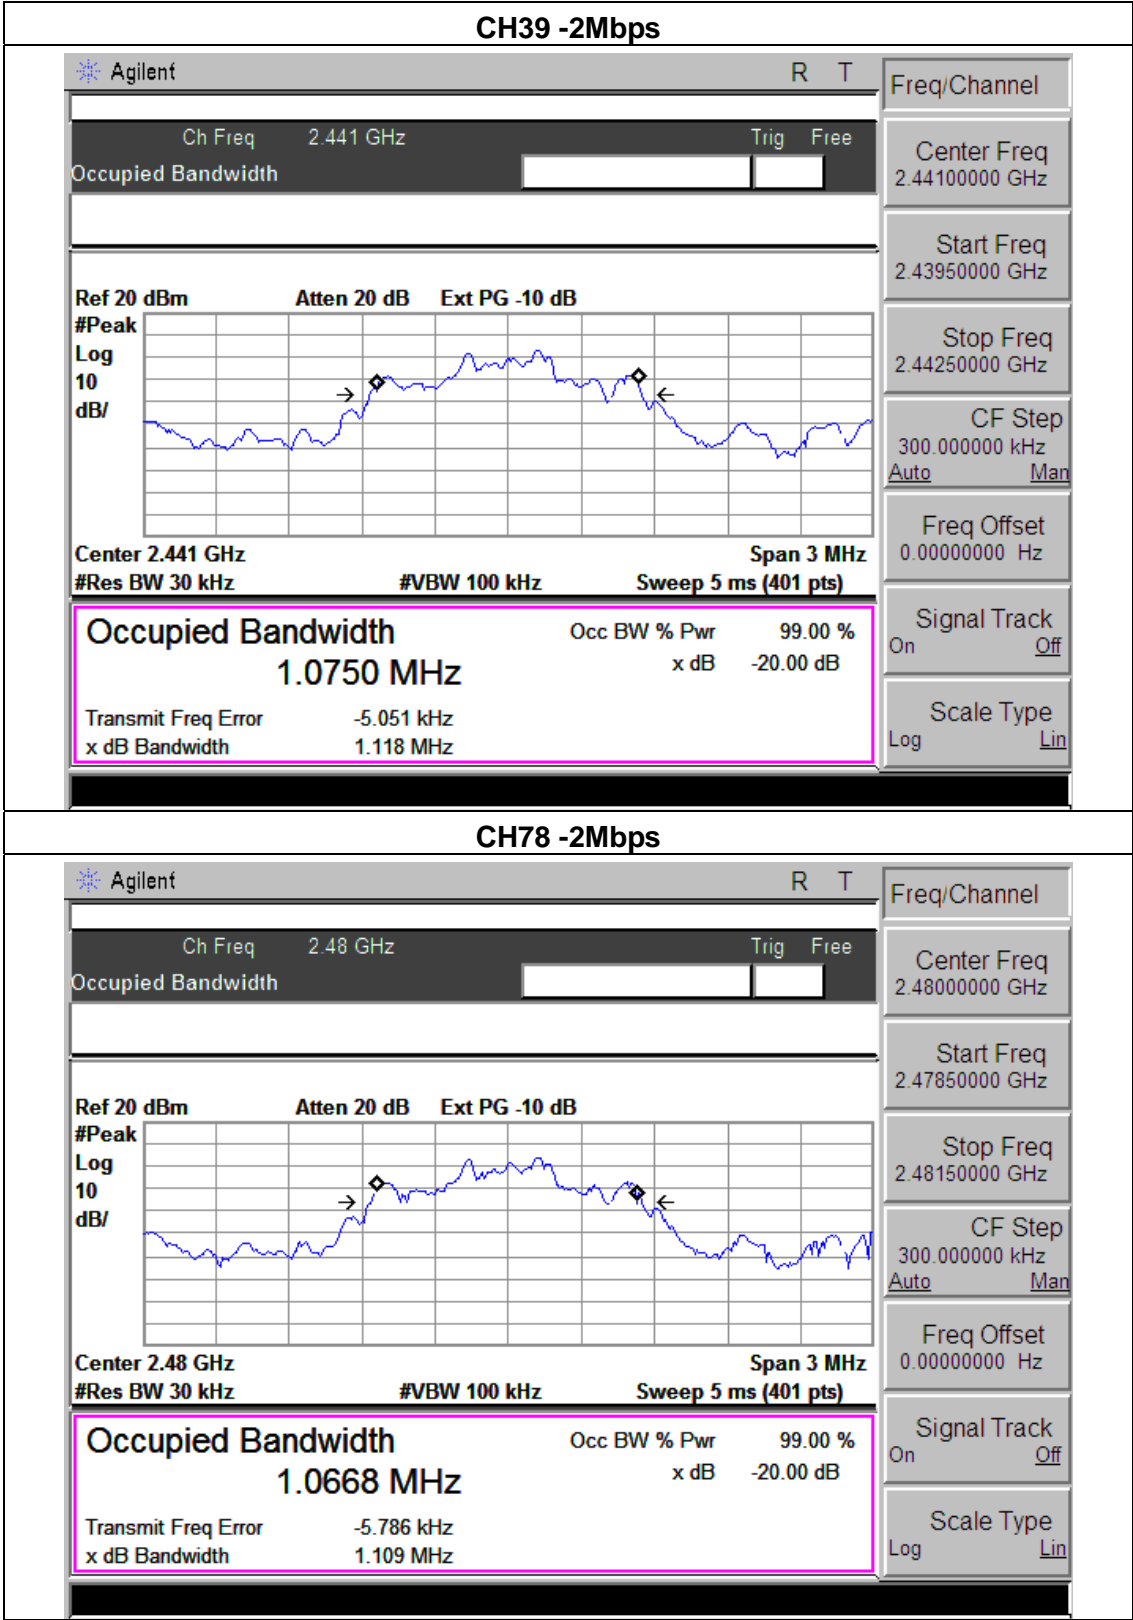 CH39 -2Mbps
Agilent R T
Freq/Channel
Ch Freq 2.441 GHz Trig Free
Occupied Bandwidth
Center Freq
2.44100000 GHz
Start Freq
2.43950000 GHz
Stop Freq
2.44250000 GHz
CF Step
300.000000 kHz
Auto Man
Freq Offset
0.00000000 Hz
Signal Track
On Off
Scale Type
Log Lin
Ref 20 dBm Atten 20 dB Ext PG -10 dB
#Peak
Log
10
dB/
Center 2.441 GHz Span 3 MHz
#Res BW 30 kHz #VBW 100 kHz Sweep 5 ms (401 pts)
Occupied Bandwidth Occ BW % Pwr 99.00 %
1.0750 MHz x dB -20.00 dB
Transmit Freq Error -5.051 kHz
x dB Bandwidth 1.118 MHz
CH78 -2Mbps
Agilent R T
Freq/Channel
Ch Freq 2.48 GHz Trig Free
Occupied Bandwidth
Center Freq
2.48000000 GHz
Start Freq
2.47850000 GHz
Stop Freq
2.48150000 GHz
CF Step
300.000000 kHz
Auto Man
Freq Offset
0.00000000 Hz
Signal Track
On Off
Scale Type
Log Lin
Ref 20 dBm Atten 20 dB Ext PG -10 dB
#Peak
Log
10
dB/
Center 2.48 GHz Span 3 MHz
#Res BW 30 kHz #VBW 100 kHz Sweep 5 ms (401 pts)
Occupied Bandwidth Occ BW % Pwr 99.00 %
1.0668 MHz x dB -20.00 dB
Transmit Freq Error -5.786 kHz
x dB Bandwidth 1.109 MHz